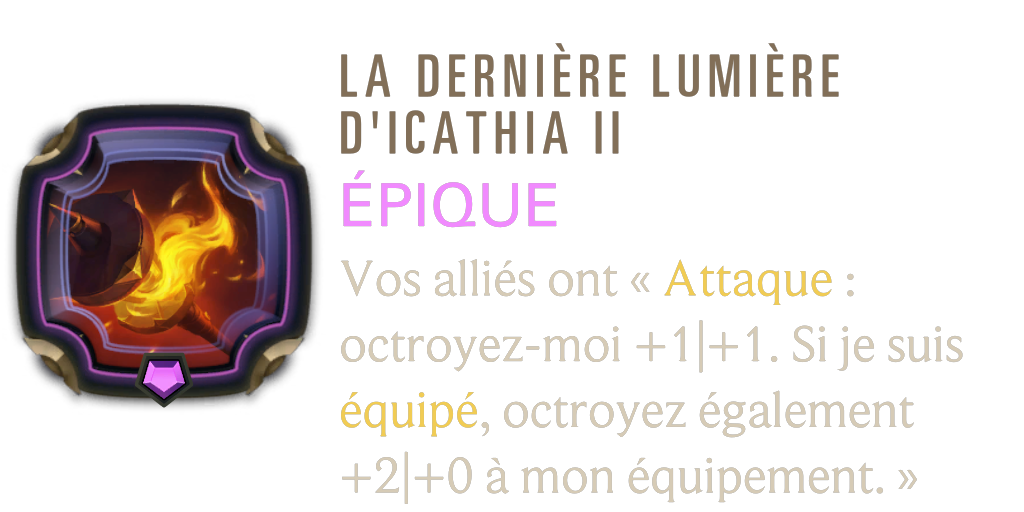 LA DERNIÈRE LUMIÈRE
D'ICATHIA II
ÉPIQUE
Vos alliés ont « Attaque :
octroyez-moi +1|+1. Si je suis
équipé, octroyez également
+2|+0 à mon équipement. »